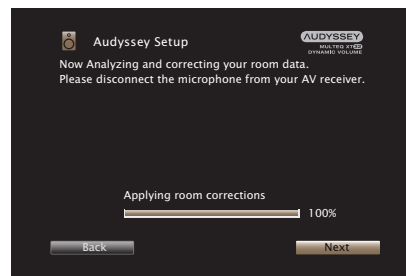 Audyssey Setup
AUDYSSEY
MULTEQ XT32
DYNAMIC VOLUME
Now Analyzing and correcting your room data.
Please disconnect the microphone from your AV receiver.
Applying room corrections
100%
Back
Next